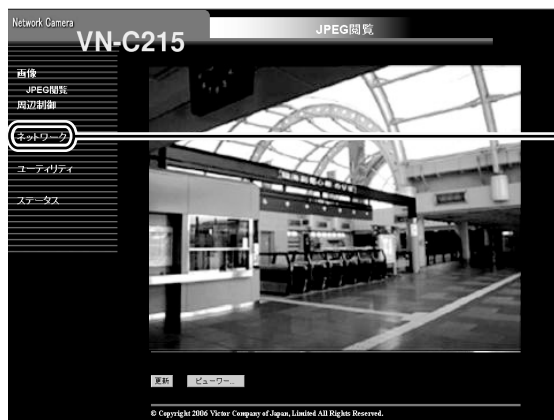 Network Camera
VN-C215
JPEG閲覧
画像
JPEG閲覧
周辺制御
ネットワーク
ユーティリティ
ステータス
更新
ビューワー...
© Copyright 2006 Victor Company of Japan, Limited All Rights Reserved.